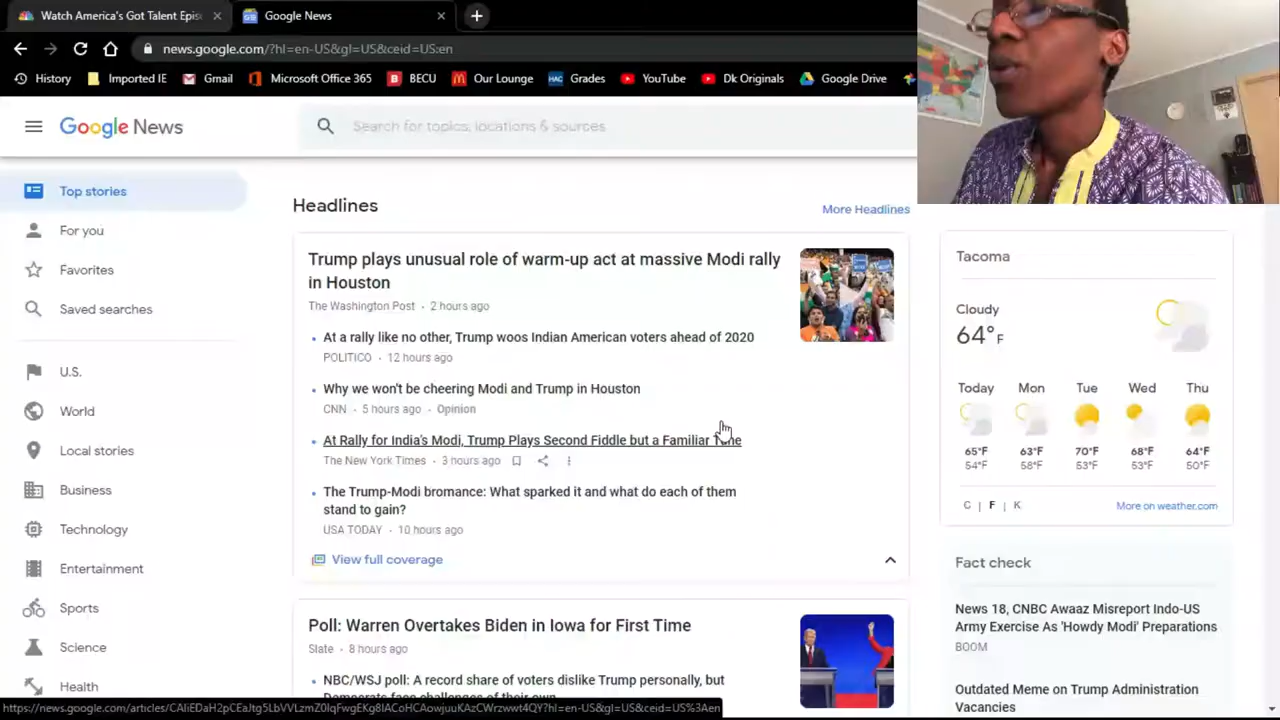 Watch America's Got Talent Epis
Google News
news.google.com/?hl=en-US&gl=US&ceid=US:en
History
Imported IE
Gmail
Microsoft Office 365
BECU
Our Lounge
HAC
Grades
YouTube
Dk Originals
Google Drive
Google News
Search for topics, locations & sources
Top stories
For you
Favorites
Saved searches
U.S.
World
Local stories
Business
Technology
Entertainment
Sports
Science
Health
Headlines
More Headlines
Trump plays unusual role of warm-up act at massive Modi rally
in Houston
The Washington Post • 2 hours ago
At a rally like no other, Trump woos Indian American voters ahead of 2020
POLITICO • 12 hours ago
Why we won't be cheering Modi and Trump in Houston
CNN • 5 hours ago • Opinion
At Rally for India's Modi, Trump Plays Second Fiddle but a Familiar
The New York Times • 3 hours ago
The Trump-Modi bromance: What sparked it and what do each of them
stand to gain?
USA TODAY • 10 hours ago
View full coverage
Poll: Warren Overtakes Biden in Iowa for First Time
Slate • 8 hours ago
NBC/WSJ poll: A record share of voters dislike Trump personally, but
Democrats face challenges of their own
Tacoma
Cloudy
64°F
Today Mon Tue Wed Thu
65°F 63°F 70°F 68°F 64°F
54°F 58°F 53°F 53°F 50°F
C | F | K
More on weather.com
Fact check
News 18, CNBC Awaaz Misreport Indo-US
Army Exercise As 'Howdy Modi' Preparations
BOOM
Outdated Meme on Trump Administration
Vacancies